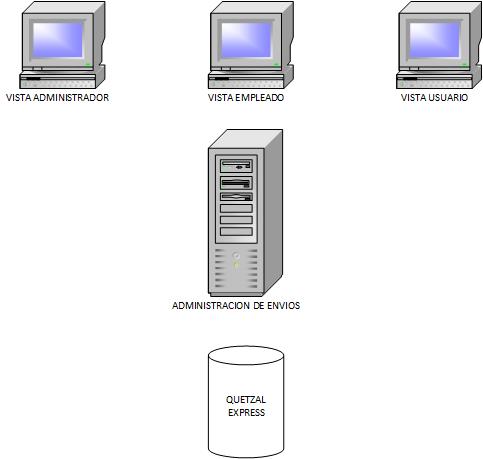 VISTA ADMINISTRADOR
VISTA EMPLEADO
VISTA USUARIO
ADMINISTRACION DE ENVIOS
QUETZAL
EXPRESS